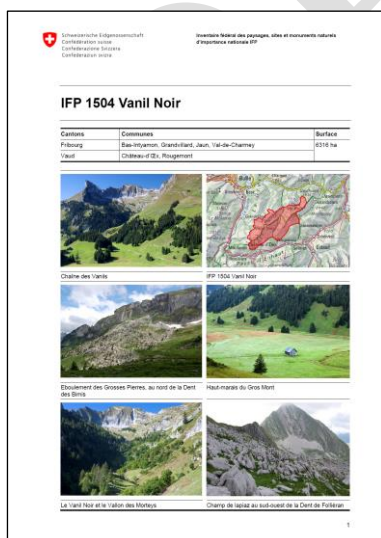 Schweizerische Eidgenossenschaft
Confédération suisse
Confederazione Svizzera
Confederaziun svizra
Inventaire fédéral des paysages, sites et monuments naturels
d'importance nationale IFP
IFP 1504 Vanil Noir
Cantons Communes Surface
Fribourg Bas-Intyamon, Grandvillard, Jaun, Val-de-Charmey 6316 ha
Vaud Château-d'Œx, Rougemont
Chaîne des Vanils
IFP 1504 Vanil Noir
Eboulement des Grosses Pierres, au nord de la Dent
des Bimis
Haut-marais du Gros Mont
Le Vanil Noir et le Vallon des Morteys
Champ de lapiaz au sud-ouest de la Dent de Folliéran
1